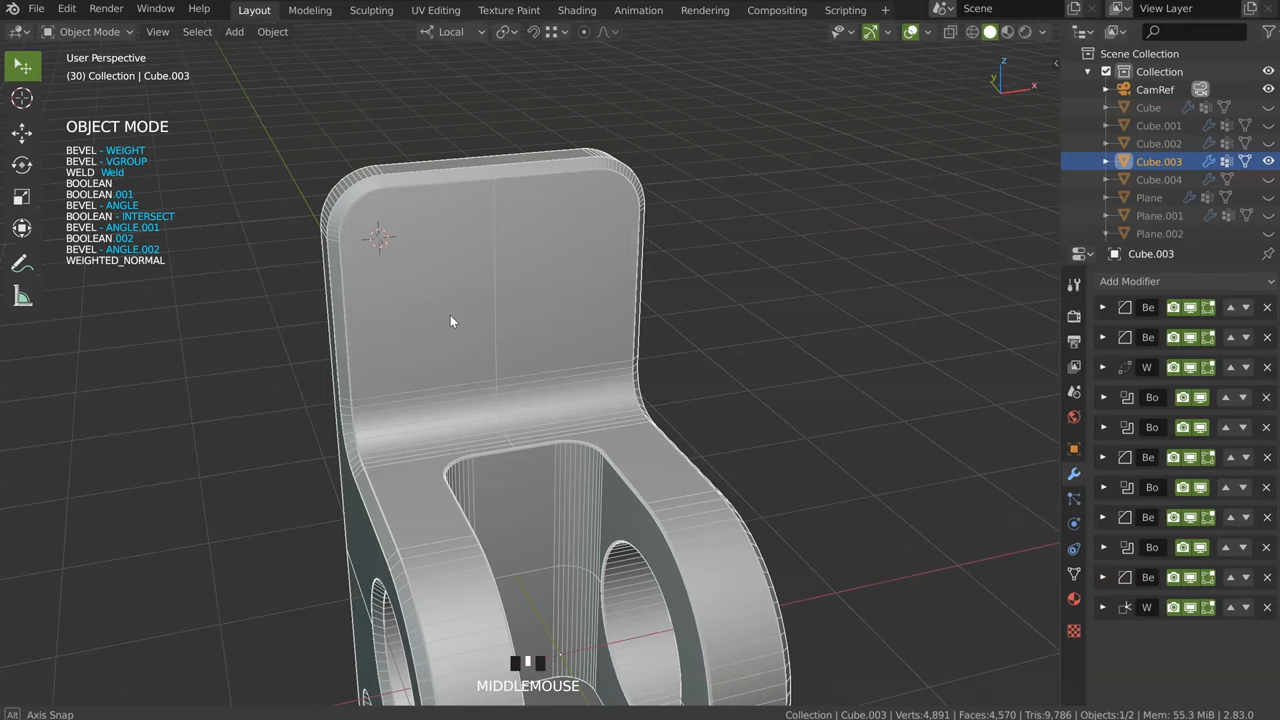 File Edit Render Window Help Layout Modeling Sculpting UV Editing Texture Paint Shading Animation Rendering Compositing Scripting + Scene View Layer
Object Mode View Select Add Object Local
User Perspective
(30) Collection | Cube.003
z
y
x
OBJECT MODE
BEVEL - WEIGHT
BEVEL - VGROUP
WELD Weld
BOOLEAN
BOOLEAN.001
BEVEL - ANGLE
BOOLEAN - INTERSECT
BEVEL - ANGLE.001
BOOLEAN.002
BEVEL - ANGLE.002
WEIGHTED_NORMAL
Scene Collection
Collection
CamRef
Cube
Cube.001
Cube.002
Cube.003
Cube.004
Plane
Plane.001
Plane.002
Cube.003
Add Modifier
Be
Be
W
Bo
Bo
Be
Bo
Be
Bo
Be
W
MIDDLEMOUSE
Alt Axis Snap
Collection | Cube.003 | Verts:4,891 | Faces:4,570 | Tris:9,786 | Objects:1/2 | Mem: 55.3 MiB | 2.83.0